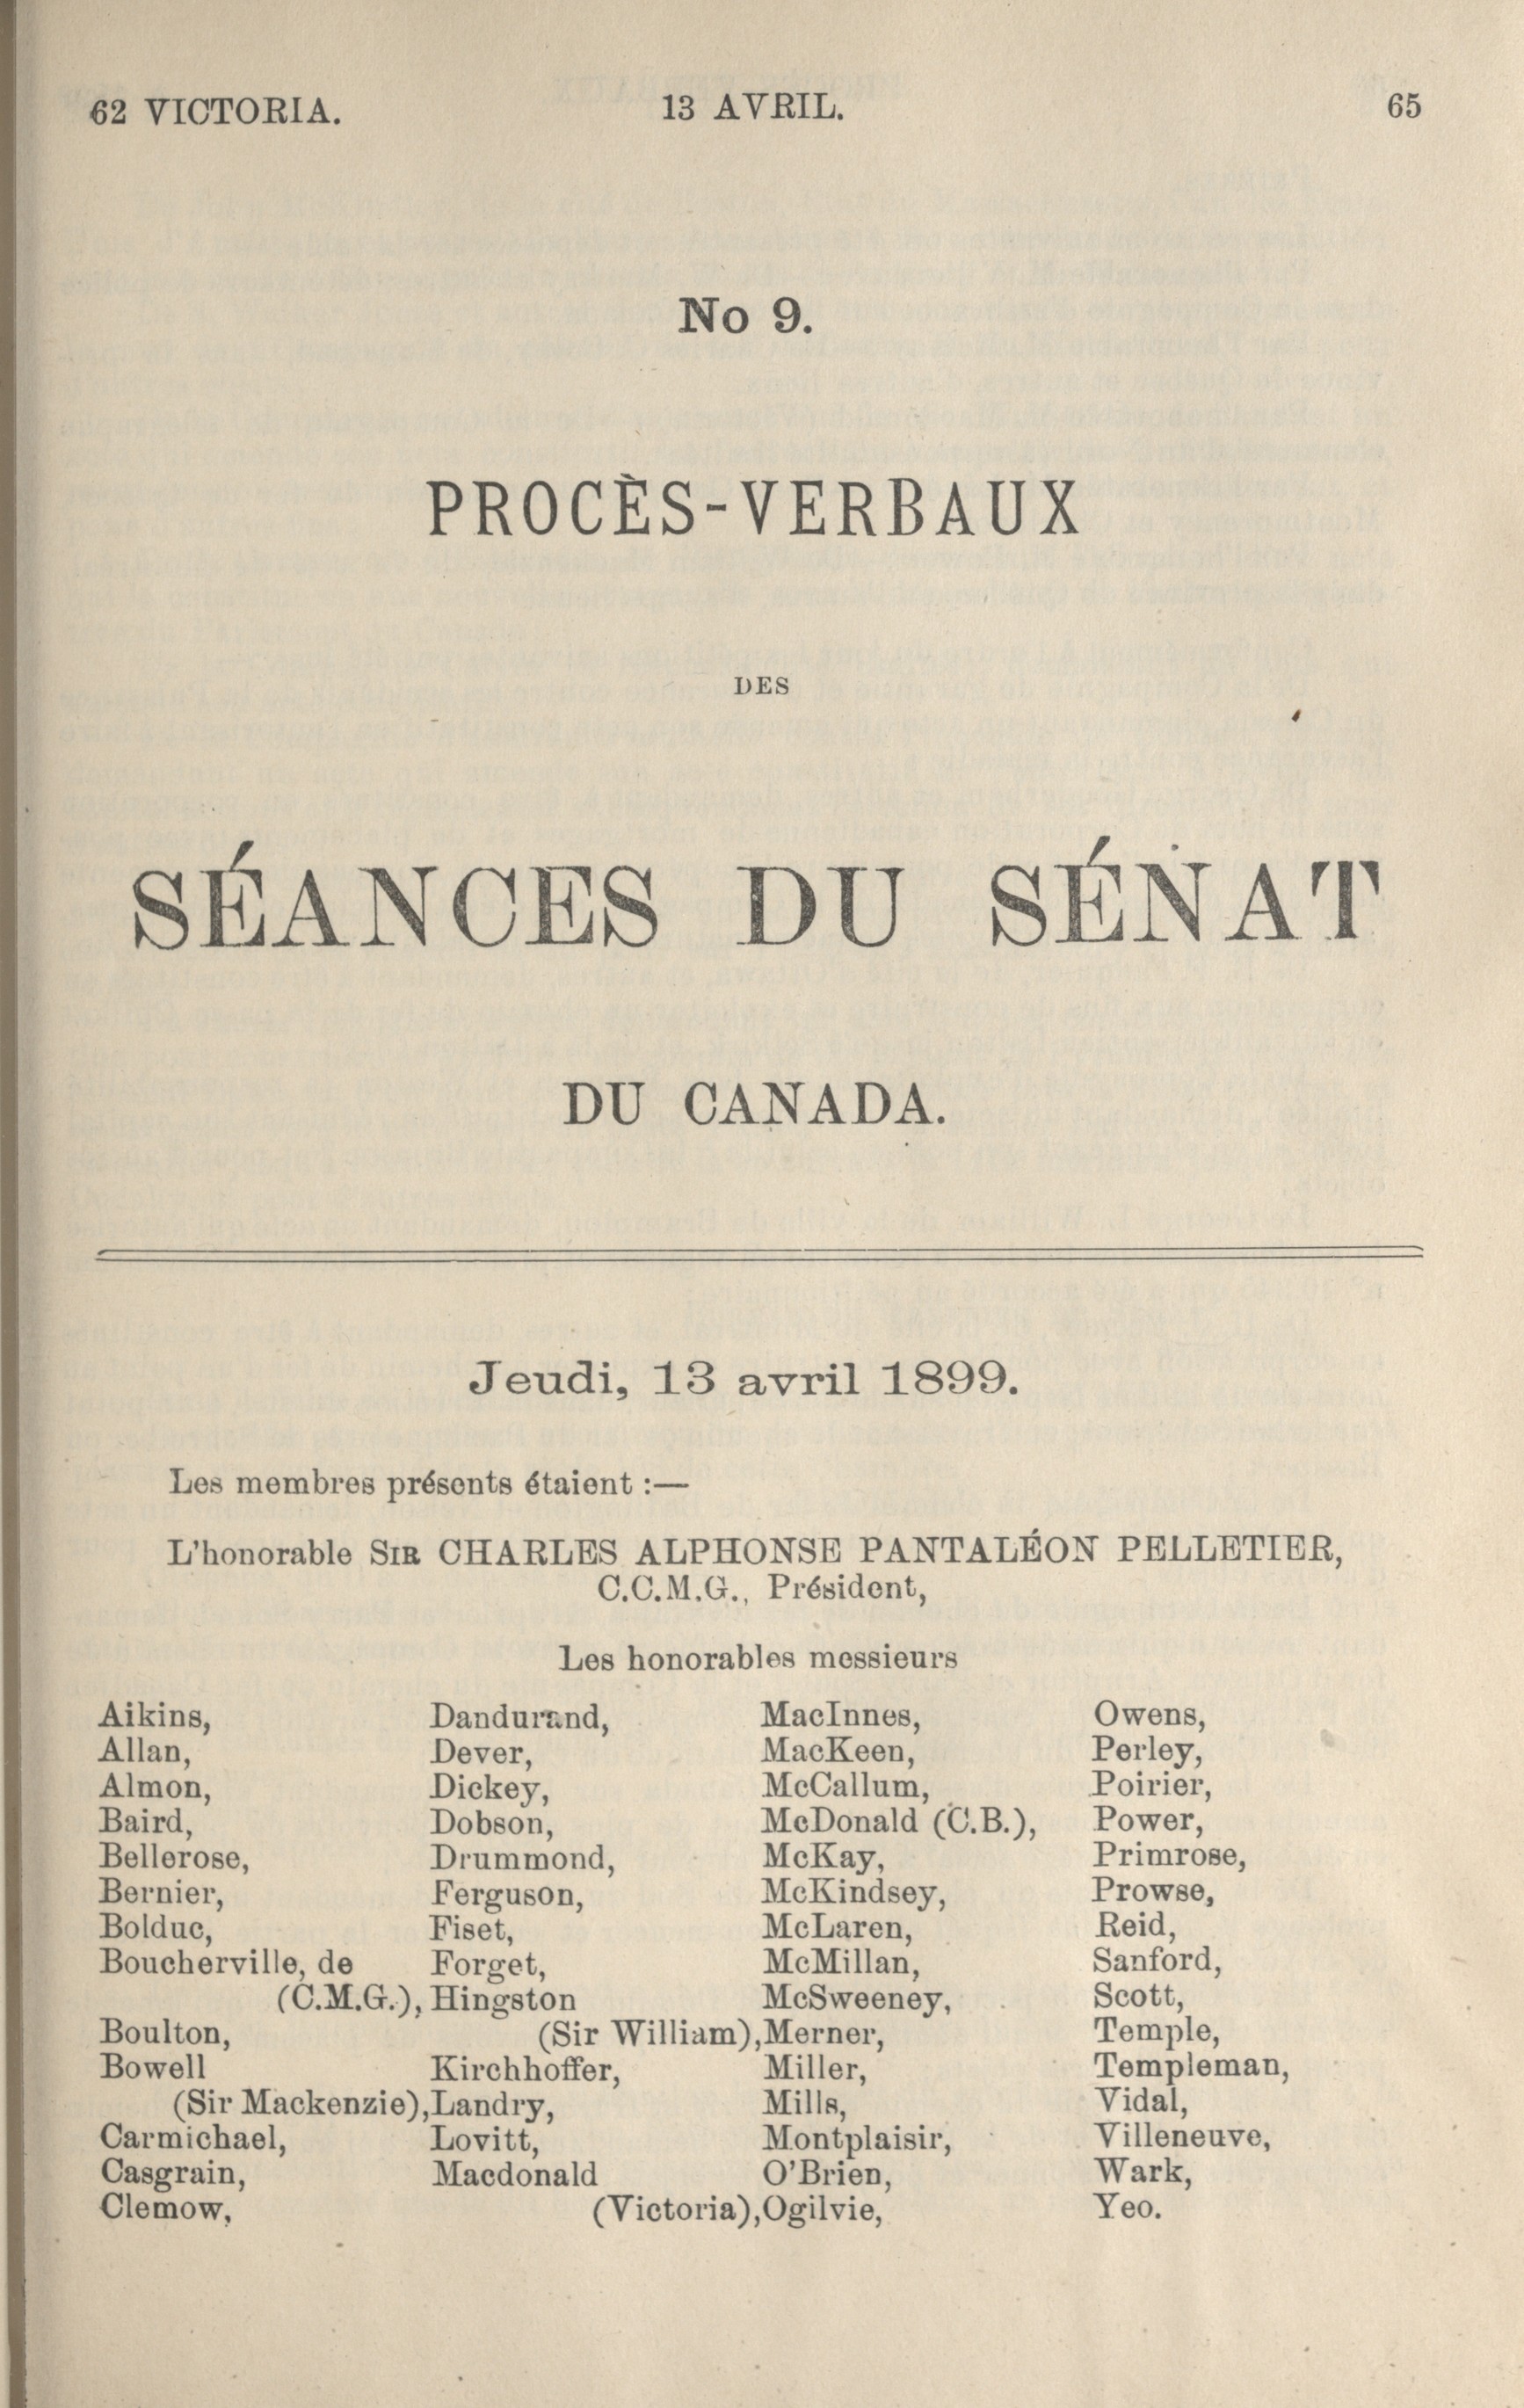 62 VICTORIA.
13 AVRIL.
65
No 9.
PROCÈS-VERBAUX
DES
SÉANCES DU SÉNAT
DU CANADA.
Jeudi, 13 avril 1899.
Les membres présents étaient :—
L'honorable SIR CHARLES ALPHONSE PANTALÉON PELLETIER,
C.C.M.G., Président,
Les honorables messieurs
Aikins,
Allan,
Almon,
Baird,
Bellerose,
Bernier,
Bolduc,
Boucherville, de
(C.M.G.),
Boulton,
Bowell
(Sir Mackenzie),
Carmichael,
Casgrain,
Clemow,
Dandurand,
Dever,
Dickey,
Dobson,
Drummond,
Ferguson,
Fiset,
Forget,
Hingston
(Sir William),
Kirchhoffer,
Landry,
Lovitt,
Macdonald
(Victoria),
MacInnes,
MacKeen,
McCallum,
McDonald (C.B.),
McKay,
McKindsey,
McLaren,
McMillan,
McSweeney,
Merner,
Miller,
Mills,
Montplaisir,
O'Brien,
Ogilvie,
Owens,
Perley,
Poirier,
Power,
Primrose,
Prowse,
Reid,
Sanford,
Scott,
Temple,
Templeman,
Vidal,
Villeneuve,
Wark,
Yeo.